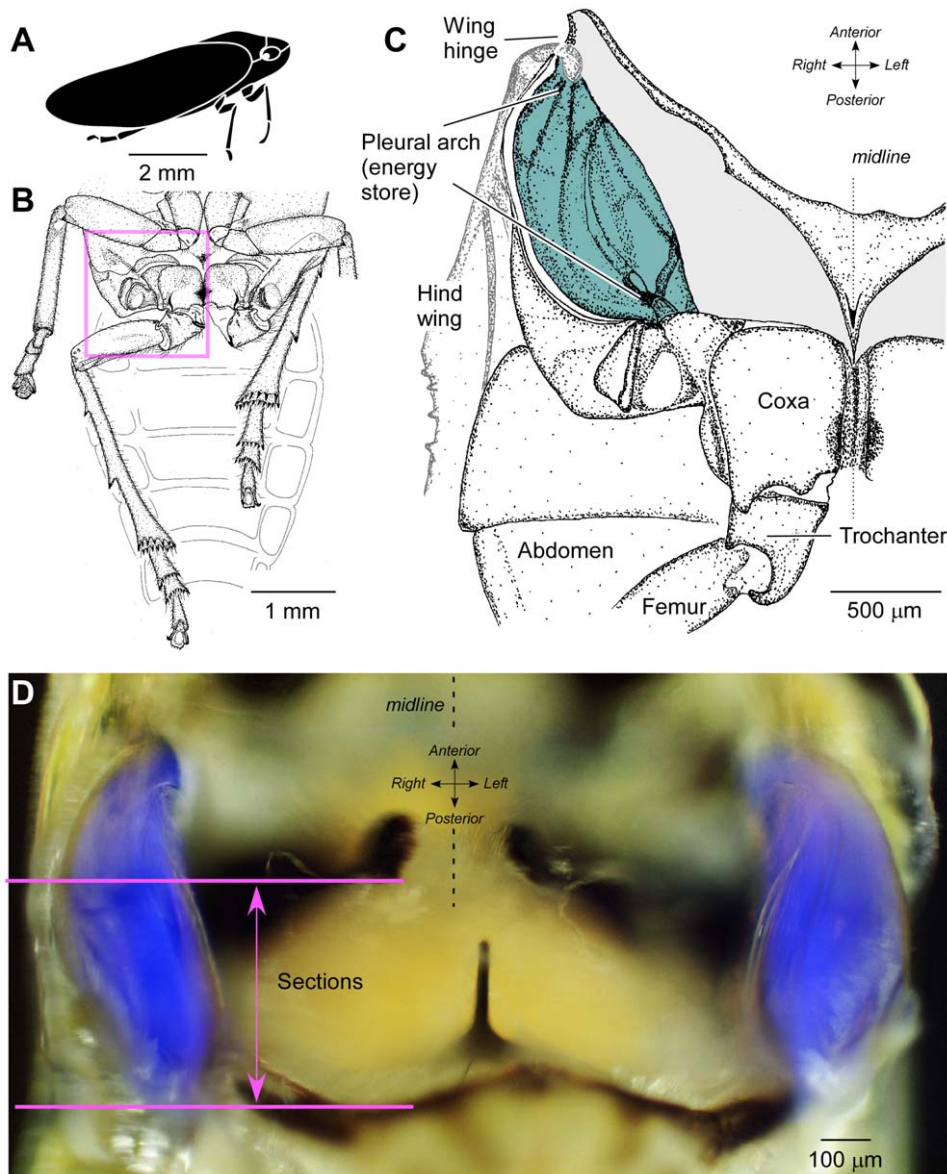 A
2 mm
B
1 mm
C
Wing
hinge
Pleural arch
(energy
store)
Hind
wing
Anterior
Right Left
Posterior
midline
Coxa
Trochanter
Abdomen
Femur
500 μm
D
midline
Anterior
Right Left
Posterior
Sections
100 μm